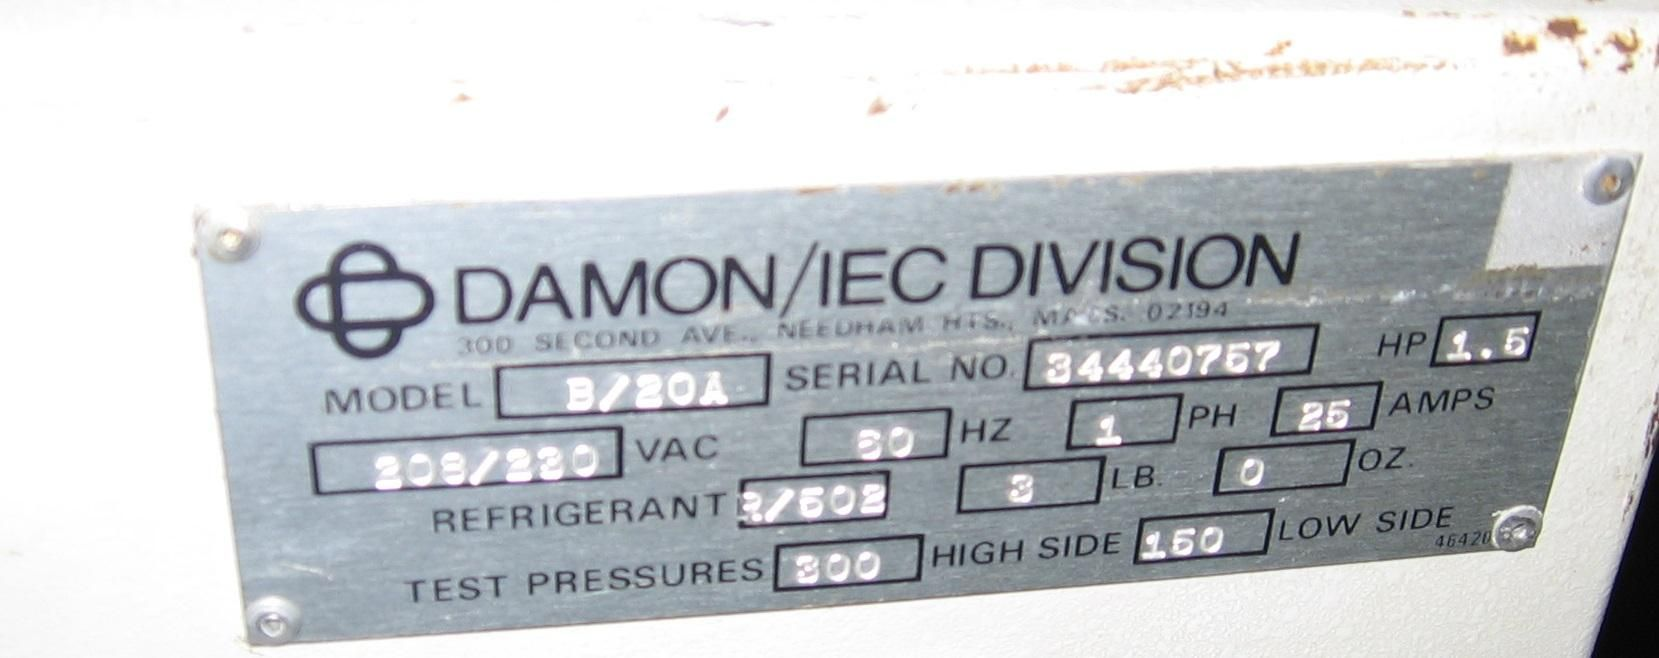 DAMON/IEC DIVISION
300 SECOND AVE., NEEDHAM HTS., MASS. 02194
MODEL B/20A SERIAL NO. 34440757 HP 1.5
208/230 VAC 60 HZ 1 PH 25 AMPS
REFRIGERANT R/502 3 LB. 0 OZ.
TEST PRESSURES 300 HIGH SIDE 150 LOW SIDE